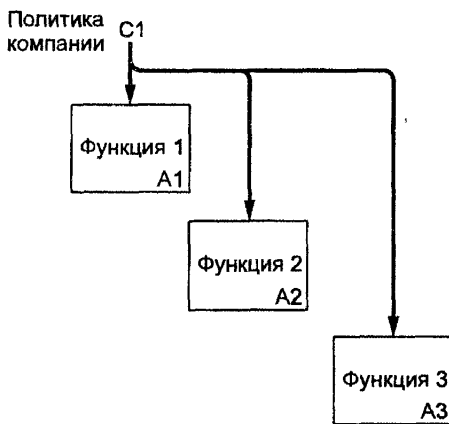 Политика
компании C1
Функция 1
A1
Функция 2
A2
Функция 3
A3